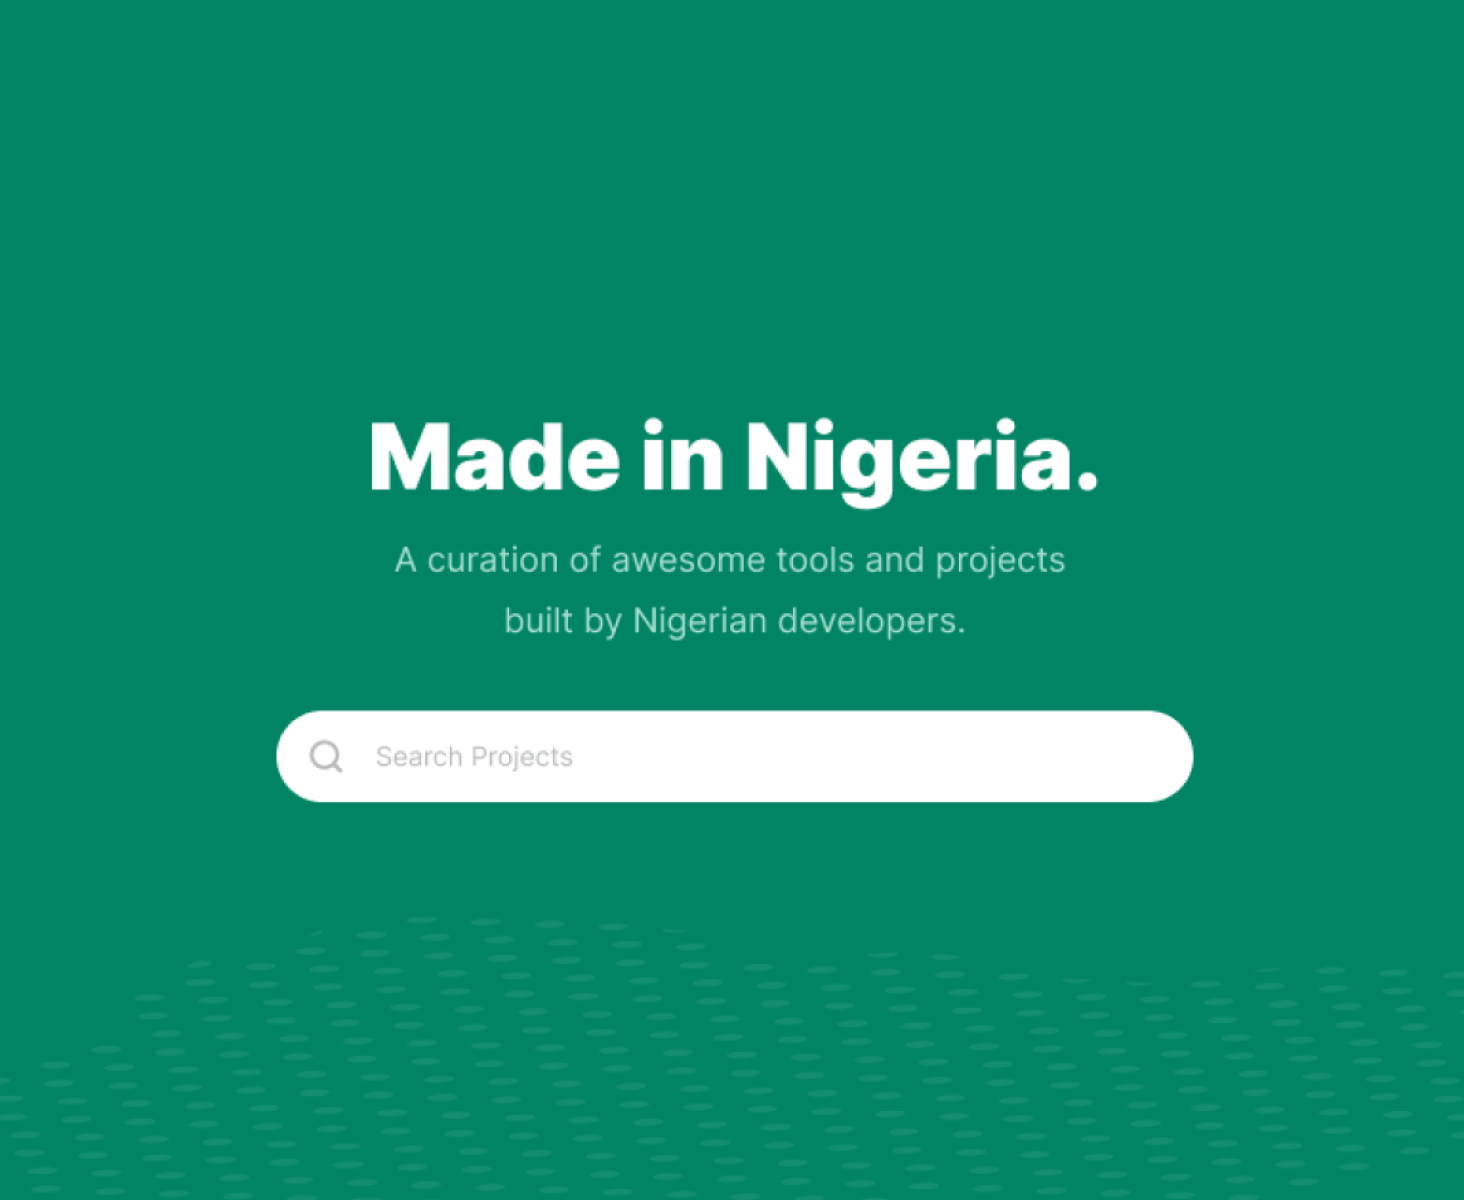 Made in Nigeria.
A curation of awesome tools and projects
built by Nigerian developers.
Search Projects